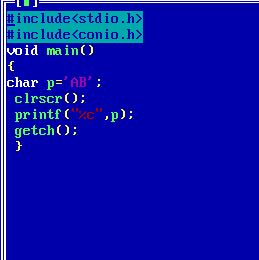 #include<stdio.h>
#include<conio.h>
void main()
{
char p='AB';
clrscr();
printf("%c",p);
getch();
}